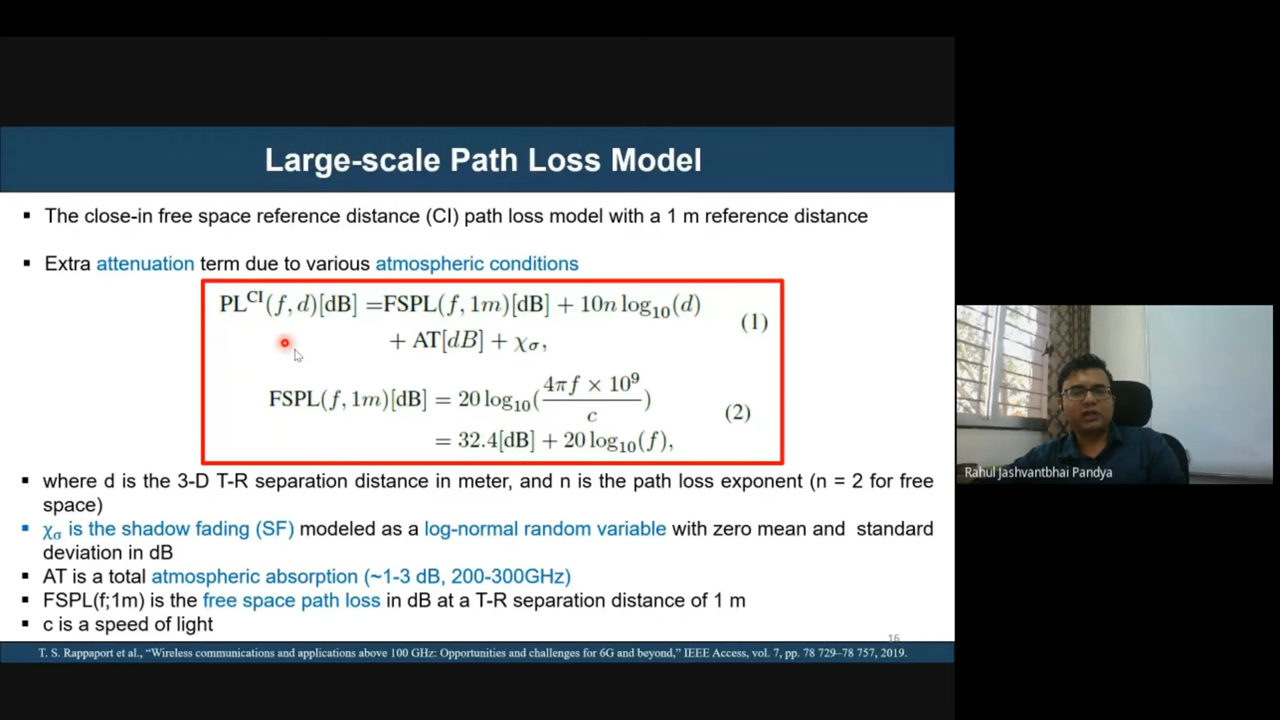 Large-scale Path Loss Model
▪ The close-in free space reference distance (CI) path loss model with a 1 m reference distance
▪ Extra attenuation term due to various atmospheric conditions
PL^CI(f, d)[dB] =FSPL(f, 1m)[dB] + 10n log₁₀(d)
+ AT[dB] + χ_σ, (1)
FSPL(f, 1m)[dB] = 20 log₁₀(4πf × 10⁹ / c)
= 32.4[dB] + 20 log₁₀(f), (2)
▪ where d is the 3-D T-R separation distance in meter, and n is the path loss exponent (n = 2 for free
space)
▪ χ_σ is the shadow fading (SF) modeled as a log-normal random variable with zero mean and standard
deviation in dB
▪ AT is a total atmospheric absorption (~1-3 dB, 200-300GHz)
▪ FSPL(f;1m) is the free space path loss in dB at a T-R separation distance of 1 m
▪ c is a speed of light
16
T. S. Rappaport et al., “Wireless communications and applications above 100 GHz: Opportunities and challenges for 6G and beyond,” IEEE Access, vol. 7, pp. 78 729–78 757, 2019.
Rahul Jashvantbhai Pandya